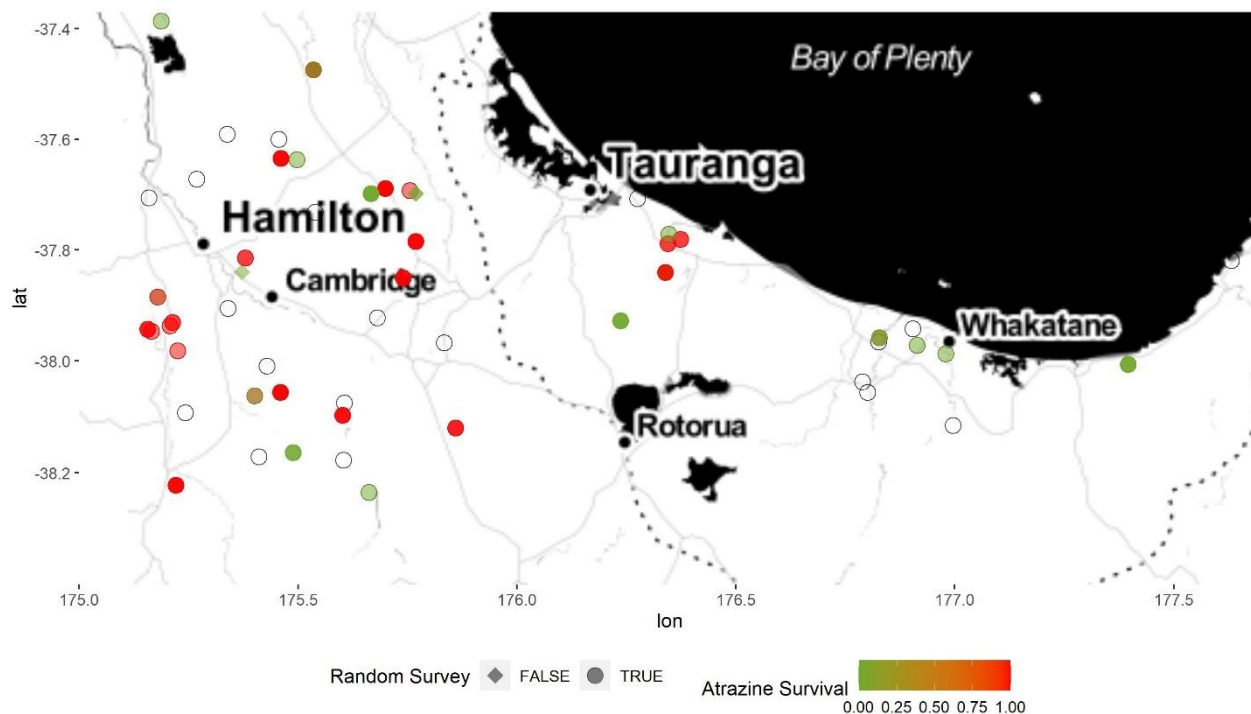 -37.4
Bay of Plenty
-37.6
Tauranga
Hamilton
-37.8
Cambridge
Whakatane
lat
-38.0
Rotorua
-38.2
175.0 175.5 176.0 176.5 177.0 177.5
lon
Random Survey FALSE TRUE Atrazine Survival
0.00 0.25 0.50 0.75 1.00